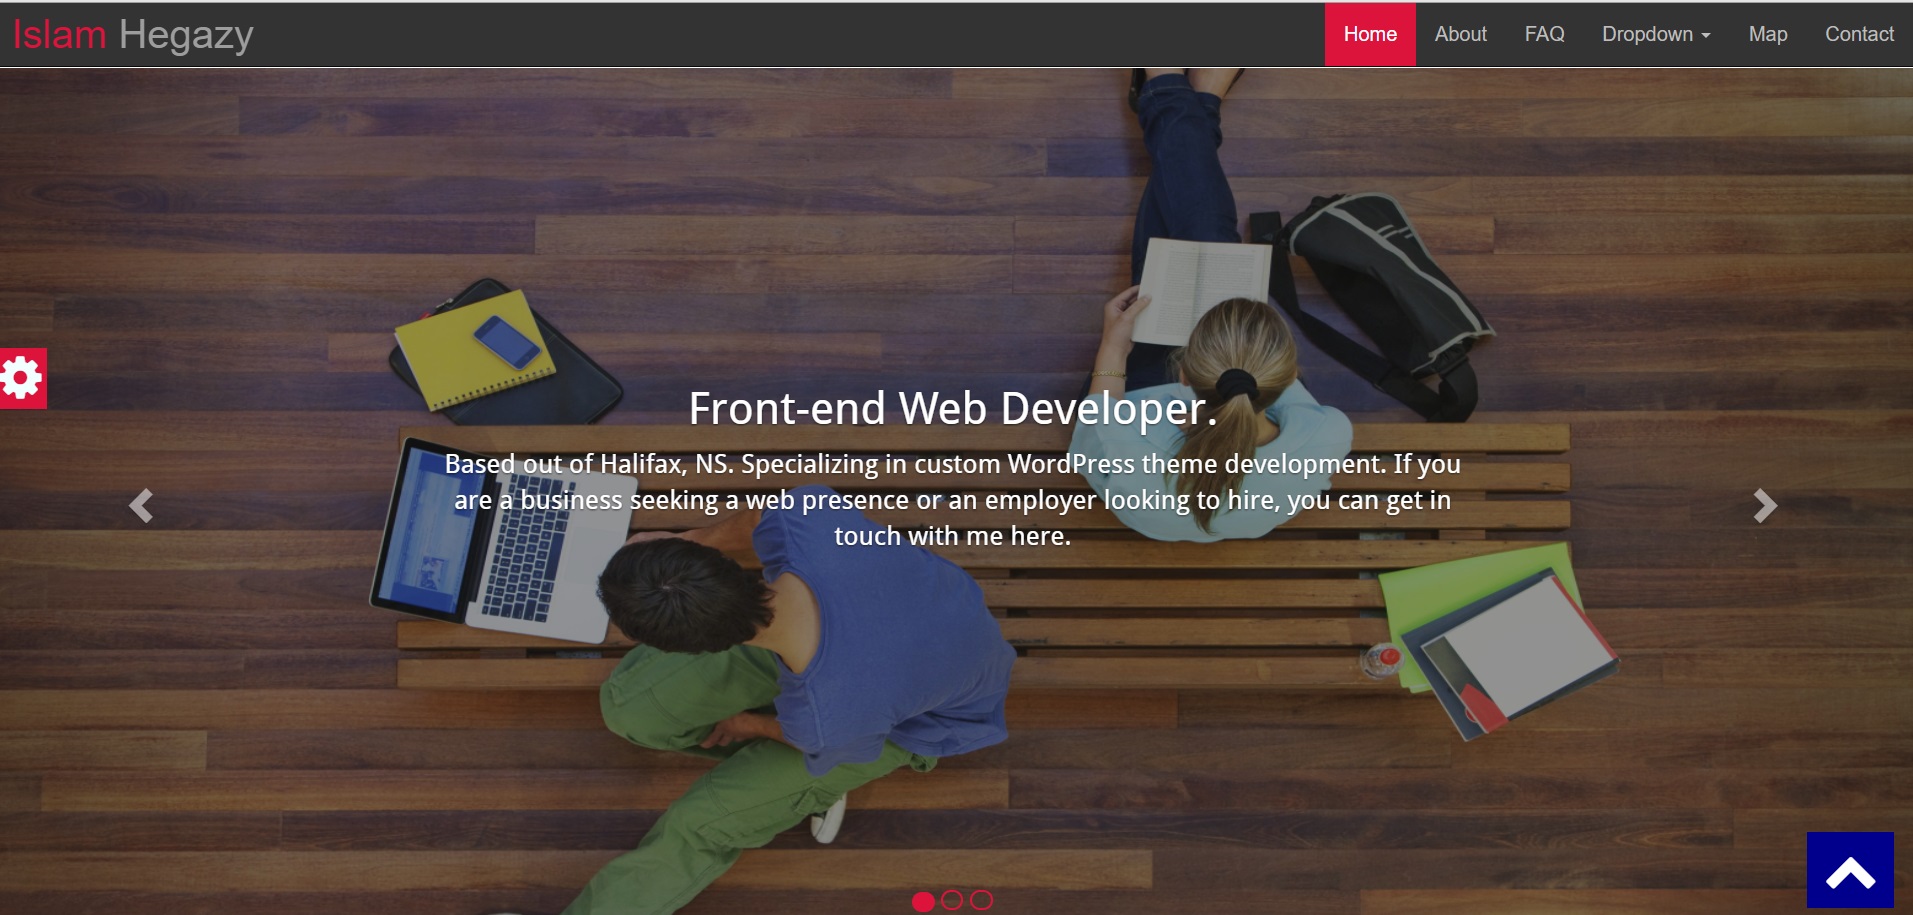 Islam Hegazy
Home About FAQ Dropdown Map Contact
Front-end Web Developer.
Based out of Halifax, NS. Specializing in custom WordPress theme development. If you
are a business seeking a web presence or an employer looking to hire, you can get in
touch with me here.